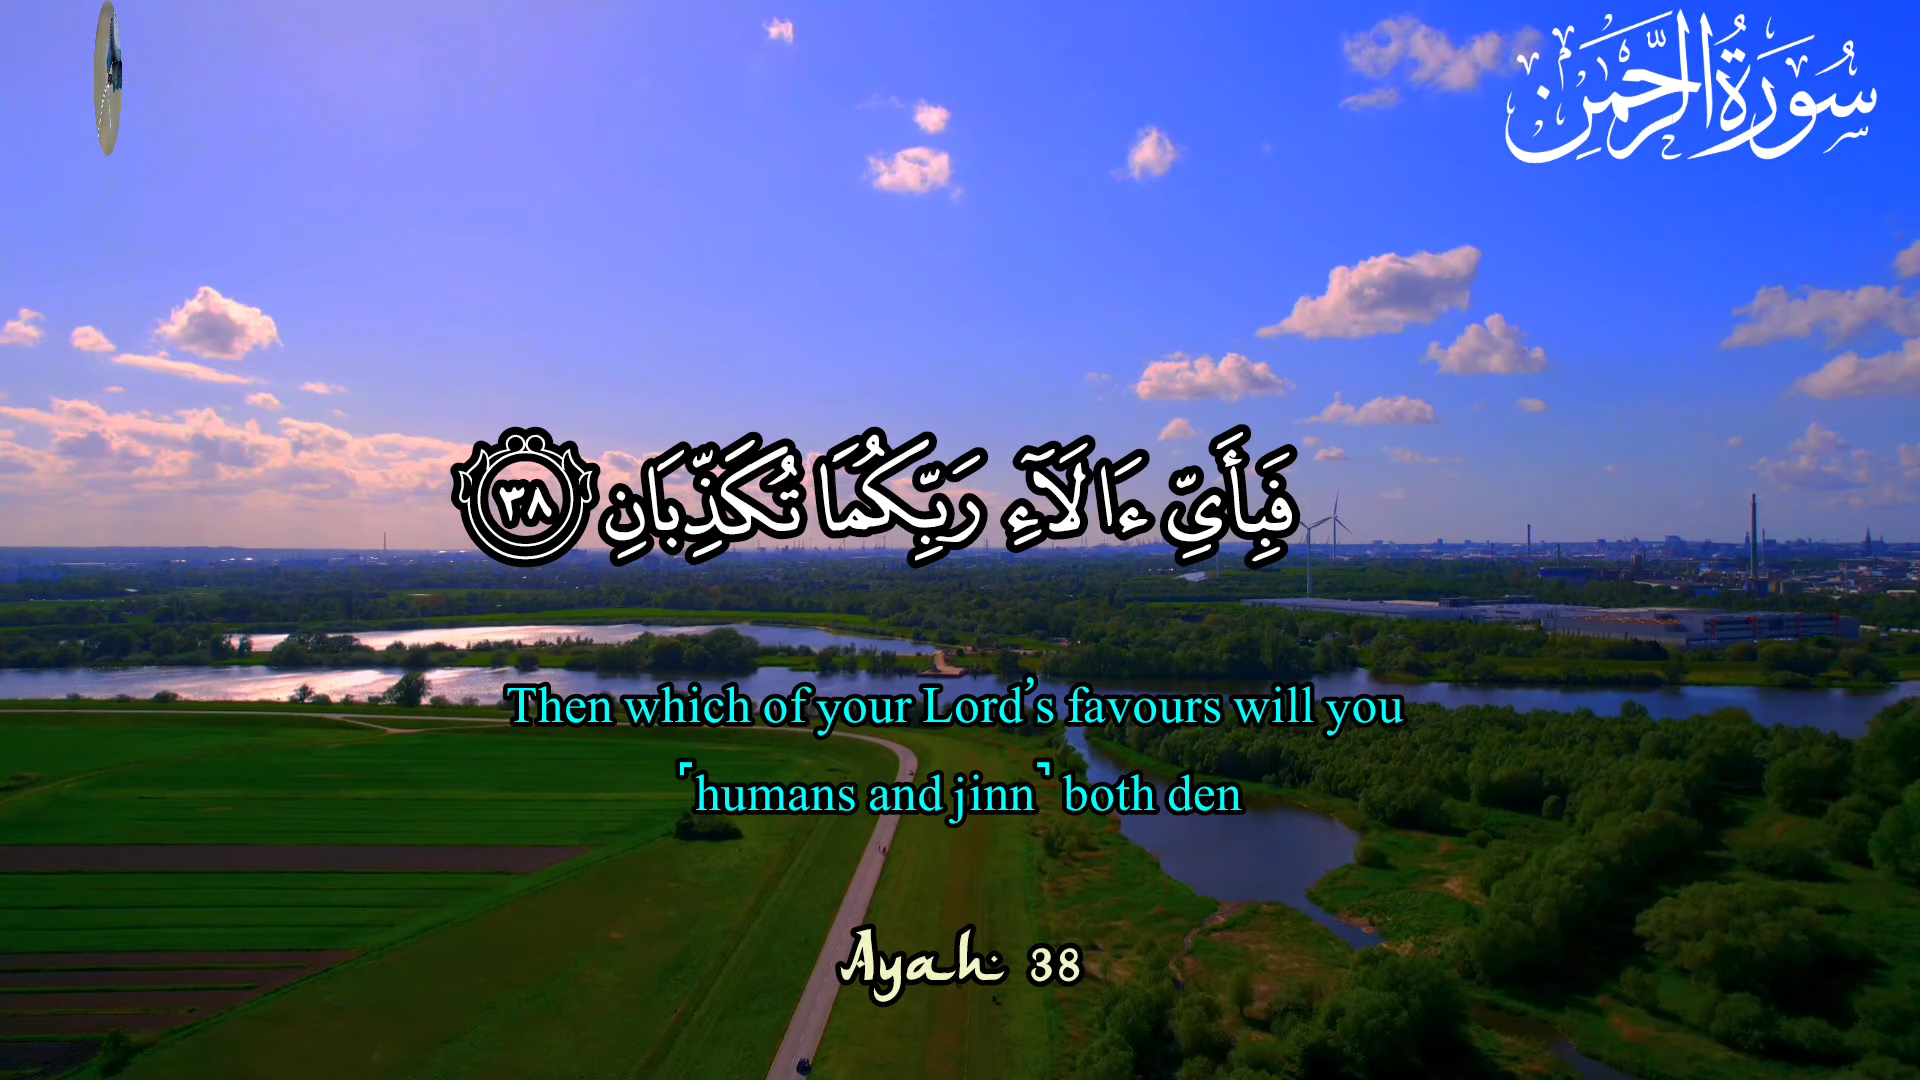 سُورَةُ الرَّحْمَٰنِ
فَبِأَيِّ ءَالَآءِ رَبِّكُمَا تُكَذِّبَانِ ٣٨
Then which of your Lord’s favours will you
⸢humans and jinn⸣ both den
Ayah 38